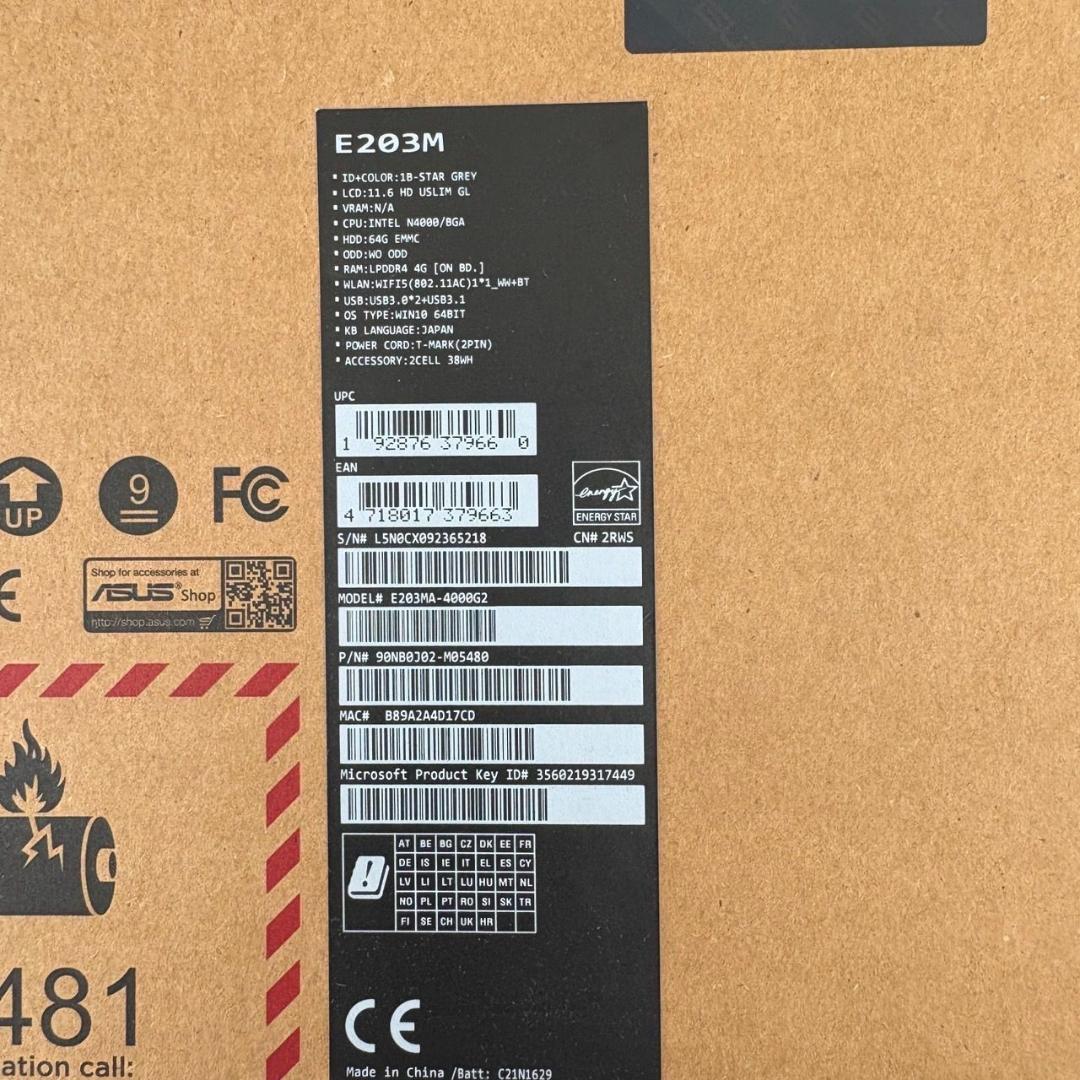 E203M
ID+COLOR:1B-STAR GREY
LCD:11.6 HD USLIM GL
VRAM:N/A
CPU:INTEL N4000/BGA
HDD:64G EMMC
ODD:WO ODD
RAM:LPDDR4 4G [ON BD.]
WLAN:WIFI5(802.11AC)1*1_WW+BT
USB:USB3.0*2+USB3.1
OS TYPE:WIN10 64BIT
KB LANGUAGE:JAPAN
POWER CORD:T-MARK(2PIN)
ACCESSORY:2CELL 38WH
UPC
1 92876 37966 0
EAN
4 718017 379663
energy
ENERGY STAR
S/N# L5N0CX092365218 CN# 2RWS
MODEL# E203MA-4000G2
P/N# 90NB0J02-M05480
MAC# B89A2A4D17CD
Microsoft Product Key ID# 3560219317449
AT BE BG CZ DK EE FR
DE IS IE IT EL ES CY
LV LI LT LU HU MT NL
NO PL PT RO SI SK TR
FI SE CH UK HR
CE
Made in China /Batt: C21N1629
UP
9
FC
Shop for accessories at
ASUS® Shop
http://shop.asus.com
481
ation call: